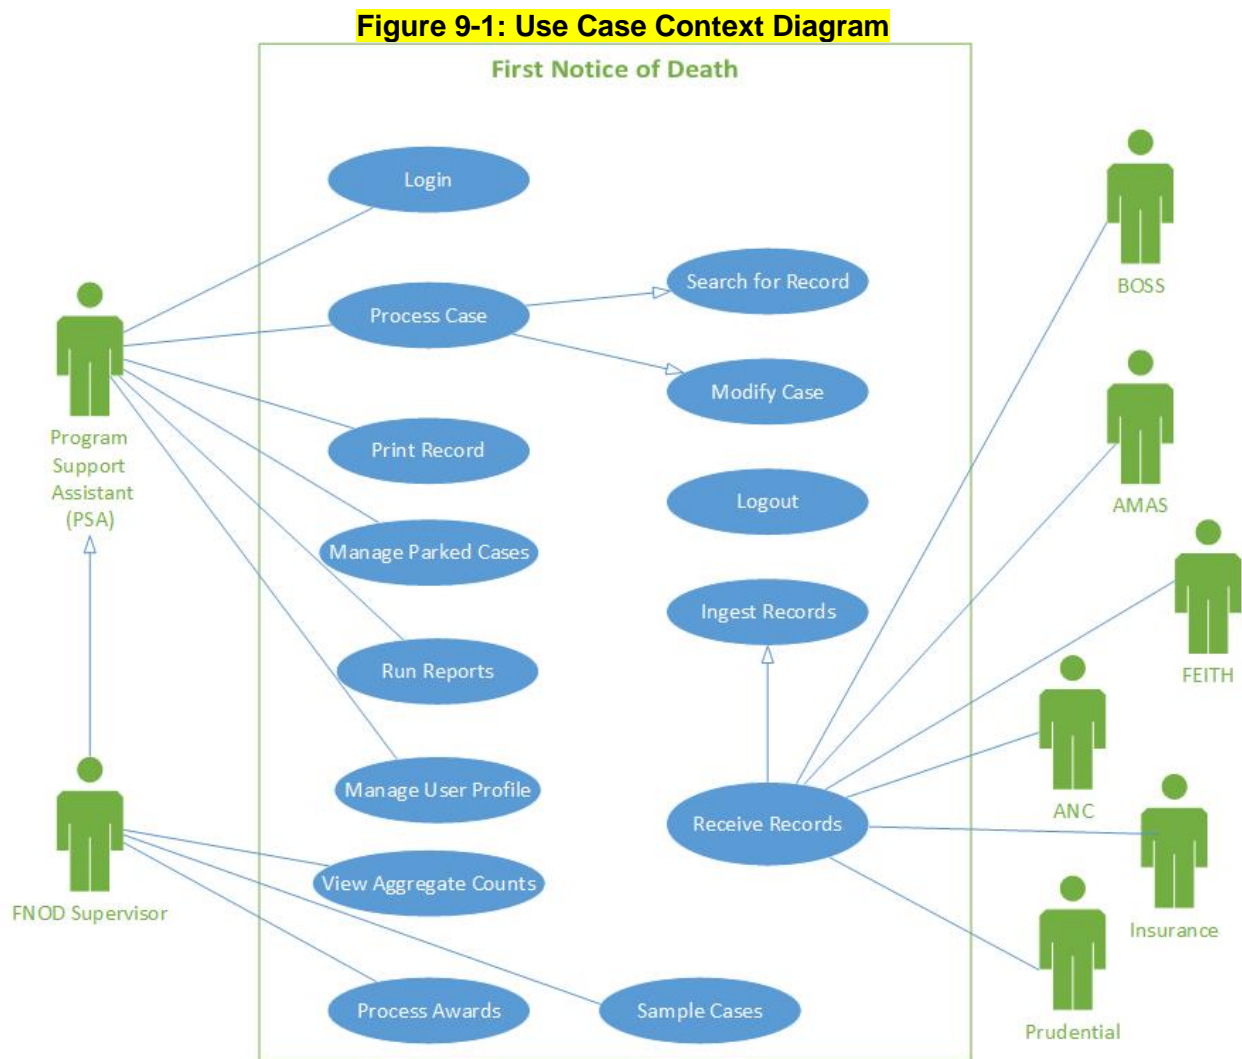 Figure 9-1: Use Case Context Diagram
First Notice of Death
Login
Search for Record
BOSS
Process Case
Modify Case
Program
Support
Assistant
(PSA)
Print Record
Logout
AMAS
Manage Parked Cases
Ingest Records
Run Reports
FEITH
Manage User Profile
Receive Records
ANC
View Aggregate Counts
FNOD Supervisor
Insurance
Process Awards
Sample Cases
Prudential